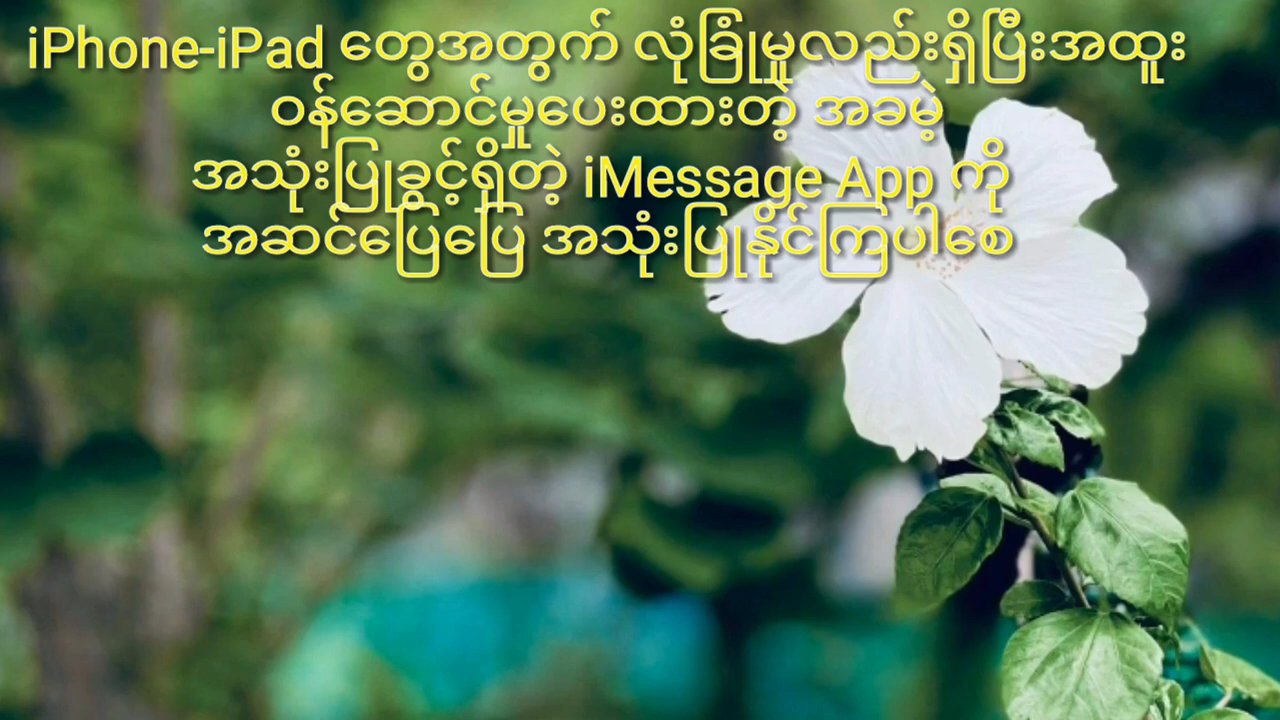 iPhone-iPad တွေအတွက် လုံခြုံမှုလည်းရှိပြီးအထူး
ဝန်ဆောင်မှုပေးထားတဲ့ အခမဲ့
အသုံးပြုခွင့်ရှိတဲ့ iMessage App ကို
အဆင်ပြေပြေ အသုံးပြုနိုင်ကြပါစေ